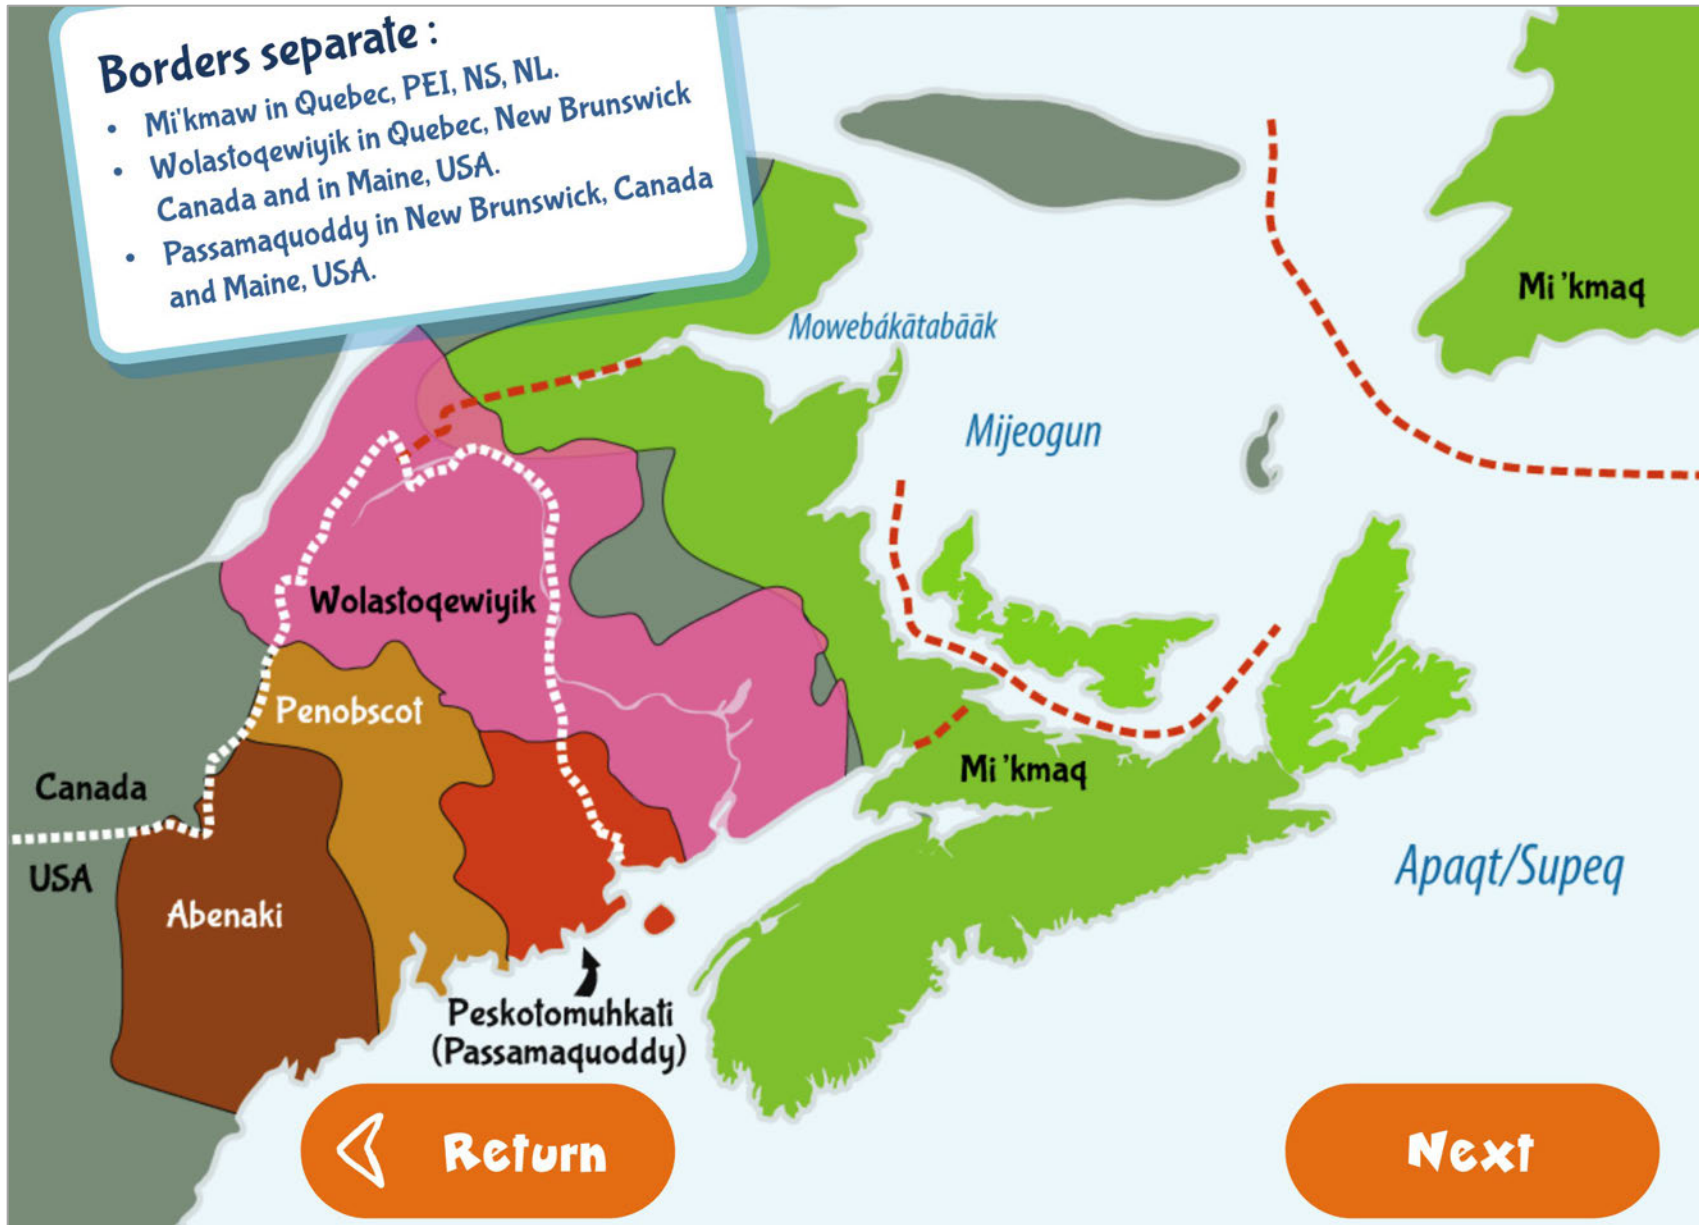 Borders separate :
• Mi'kmaw in Quebec, PEI, NS, NL.
• Wolastoqewiyik in Quebec, New Brunswick
Canada and in Maine, USA.
• Passamaquoddy in New Brunswick, Canada
and Maine, USA.
Mi'kmaq
Mowebákātabāāk
Mijeogun
Wolastoqewiyik
Penobscot
Canada
Mi'kmaq
USA
Apaqt/Supeq
Abenaki
Peskotomuhkati
(Passamaquoddy)
Return
Next